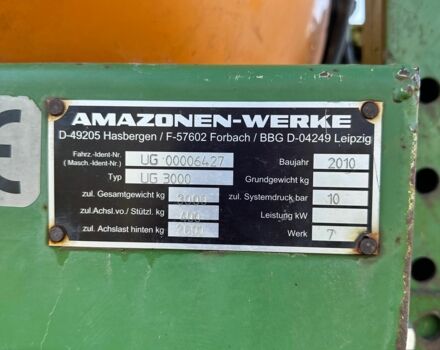 AMAZONEN-WERKE
D-49205 Hasbergen / F-57602 Forbach / BBG D-04249 Leipzig
Fahrz.-Ident-Nr. (Masch.-Ident-Nr.) UG 00006427 Baujahr 2010
Typ UG 3000 Grundgewicht kg
zul. Gesamtgewicht kg zul. Systemdruck bar 10
zul.Achsl.vo./ Stützl. kg Leistung kW
zul. Achslast hinten kg Werk 7
CE